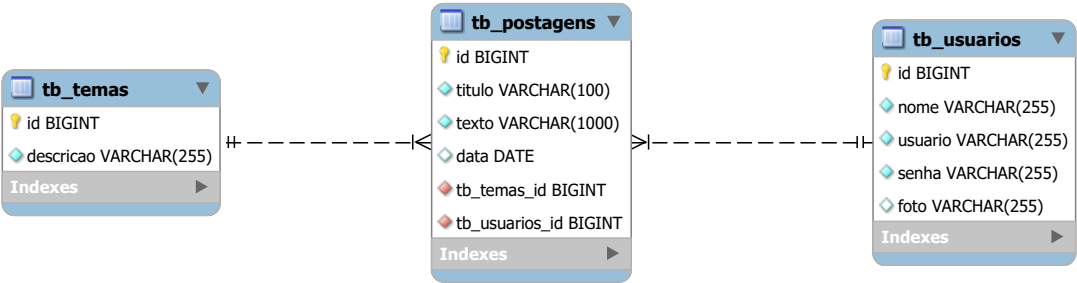 tb_temas
id BIGINT
descricao VARCHAR(255)
Indexes
tb_postagens
id BIGINT
titulo VARCHAR(100)
texto VARCHAR(1000)
data DATE
tb_temas_id BIGINT
tb_usuarios_id BIGINT
Indexes
tb_usuarios
id BIGINT
nome VARCHAR(255)
usuario VARCHAR(255)
senha VARCHAR(255)
foto VARCHAR(255)
Indexes